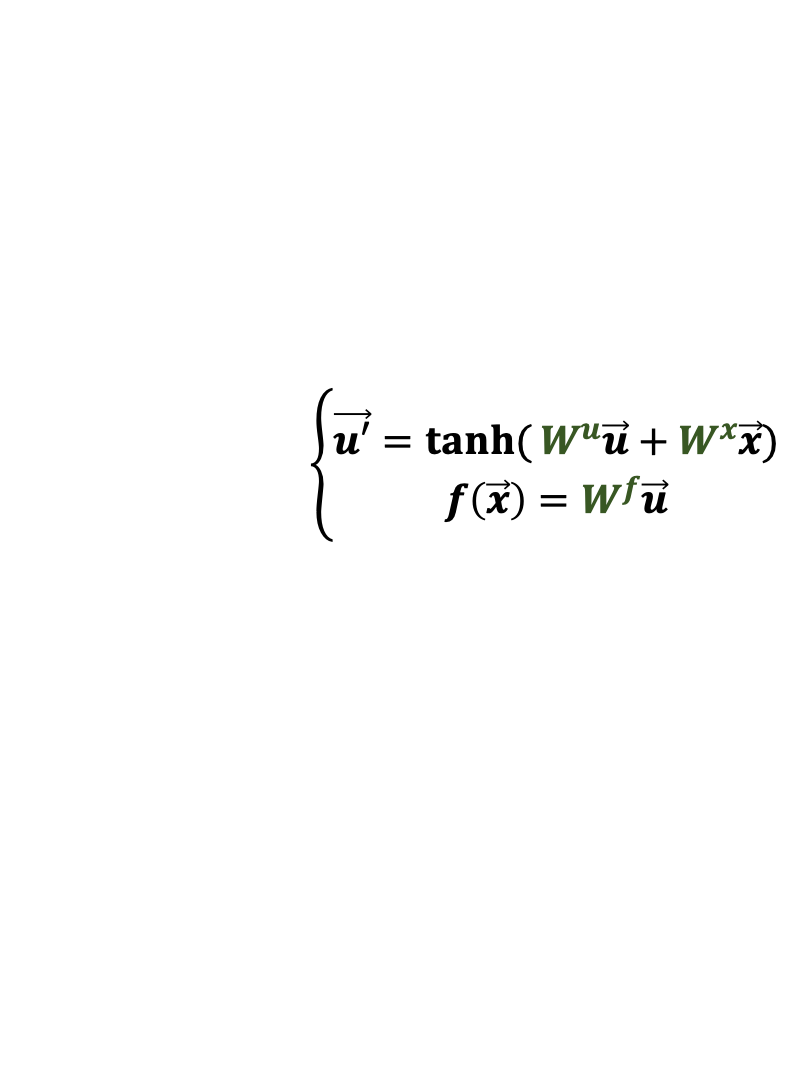 { u⃗′ = tanh( Wᵘu⃗ + Wˣx⃗)
f(x⃗) = Wᶠu⃗